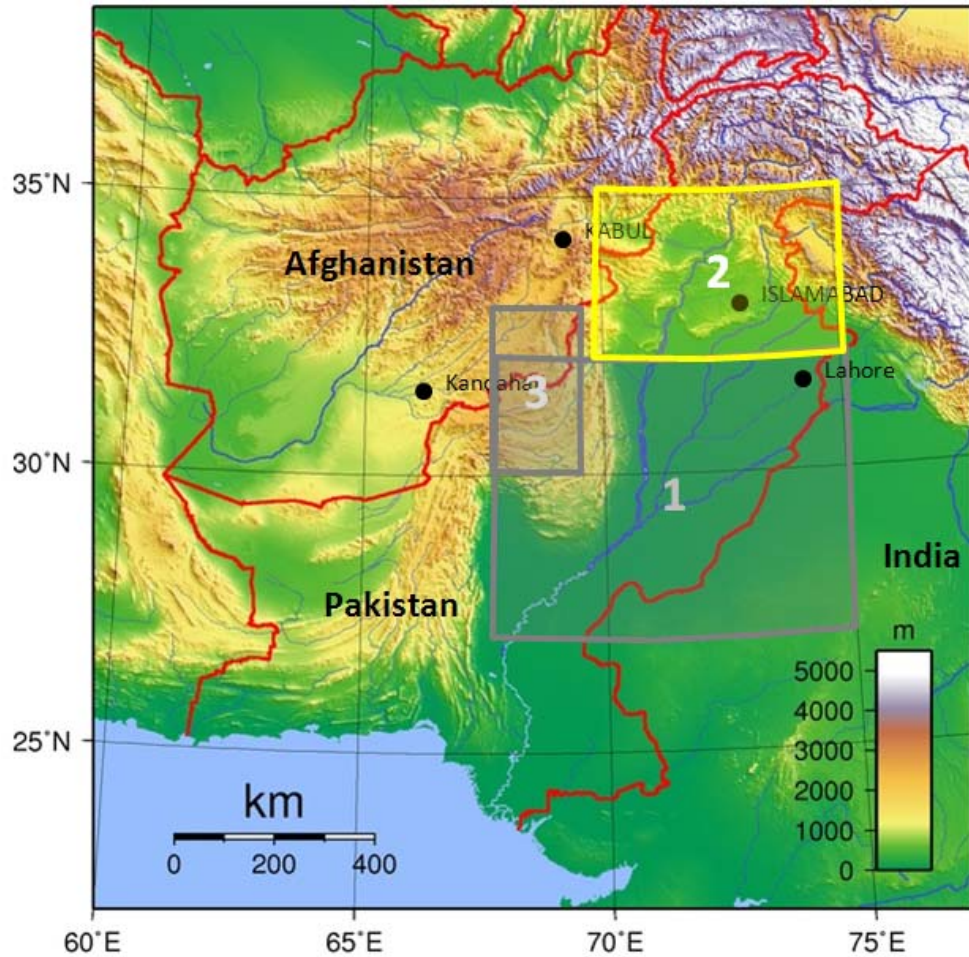 35˚N
KABUL
Afghanistan
2
ISLAMABAD
Kandahar
3
Lahore
30˚N
1
India
Pakistan
m
5000
4000
3000
2000
1000
0
25˚N
km
0 200 400
60˚E 65˚E 70˚E 75˚E